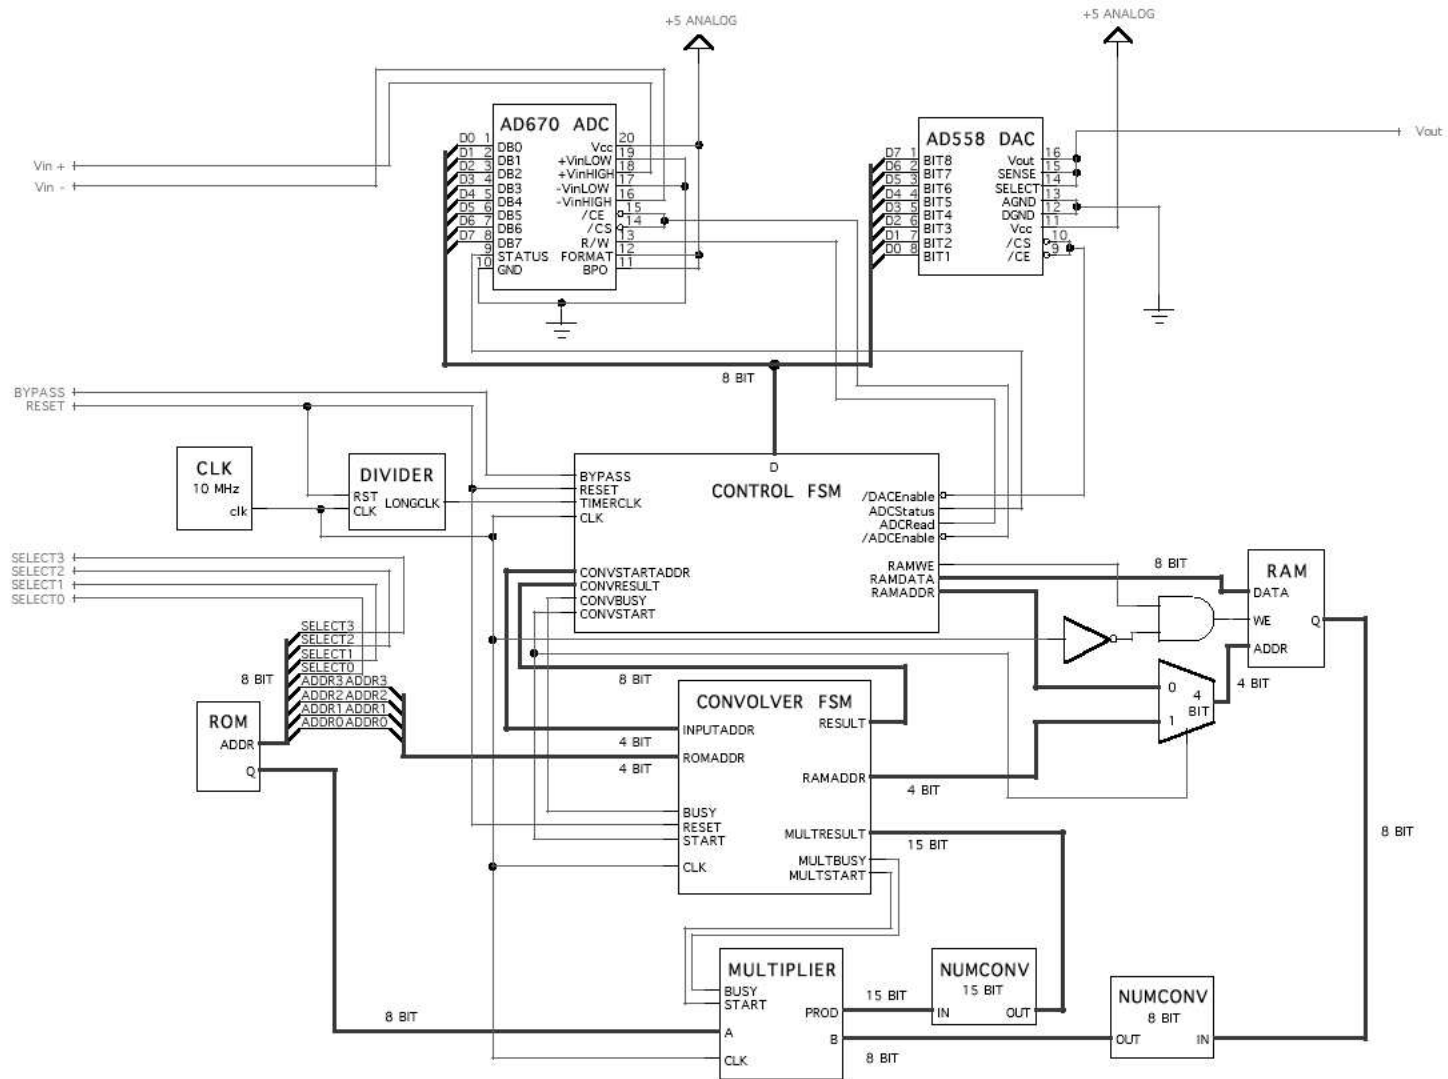 +5 ANALOG
+5 ANALOG
AD670 ADC
D0 1 DB0
D1 2 DB1
D2 3 DB2
D3 4 DB3
D4 5 DB4
D5 6 DB5
D6 7 DB6
D7 8 DB7
9 STATUS
10 GND
Vcc 20
+VinLOW 19
+VinHIGH 18
-VinLOW 17
-VinHIGH 16
/CE 15
/CS 14
R/W 13
FORMAT 12
BPO 11
Vin +
Vin -
AD558 DAC
D7 1 BIT8
D6 2 BIT7
D5 3 BIT6
D4 4 BIT5
D3 5 BIT4
D2 6 BIT3
D1 7 BIT2
D0 8 BIT1
Vout 16
SENSE 15
SELECT 14
AGND 13
DGND 12
Vcc 11
/CS 10
/CE 9
Vout
8 BIT
BYPASS
RESET
CLK
10 MHz
clk
DIVIDER
RST
CLK
LONGCLK
D
CONTROL FSM
BYPASS
RESET
TIMERCLK
CLK
CONVSTARTADDR
CONVRESULT
CONVBUSY
CONVSTART
/DACEnable
ADCStatus
ADCRead
/ADCEnable
RAMWE
RAMDATA
RAMADDR
8 BIT
RAM
DATA
WE
ADDR
Q
4 BIT
0
1
4
BIT
SELECT3
SELECT2
SELECT1
SELECT0
SELECT3
SELECT2
SELECT1
SELECT0
ADDR3 ADDR3
ADDR2 ADDR2
ADDR1 ADDR1
ADDR0 ADDR0
8 BIT
ROM
ADDR
Q
8 BIT
CONVOLVER FSM
INPUTADDR
ROMADDR
BUSY
RESET
START
CLK
RESULT
RAMADDR
MULTRESULT
MULTBUSY
MULTSTART
4 BIT
4 BIT
4 BIT
15 BIT
8 BIT
MULTIPLIER
BUSY
START
A
CLK
PROD
B
15 BIT
NUMCONV
15 BIT
IN
OUT
NUMCONV
8 BIT
OUT
IN
8 BIT
8 BIT